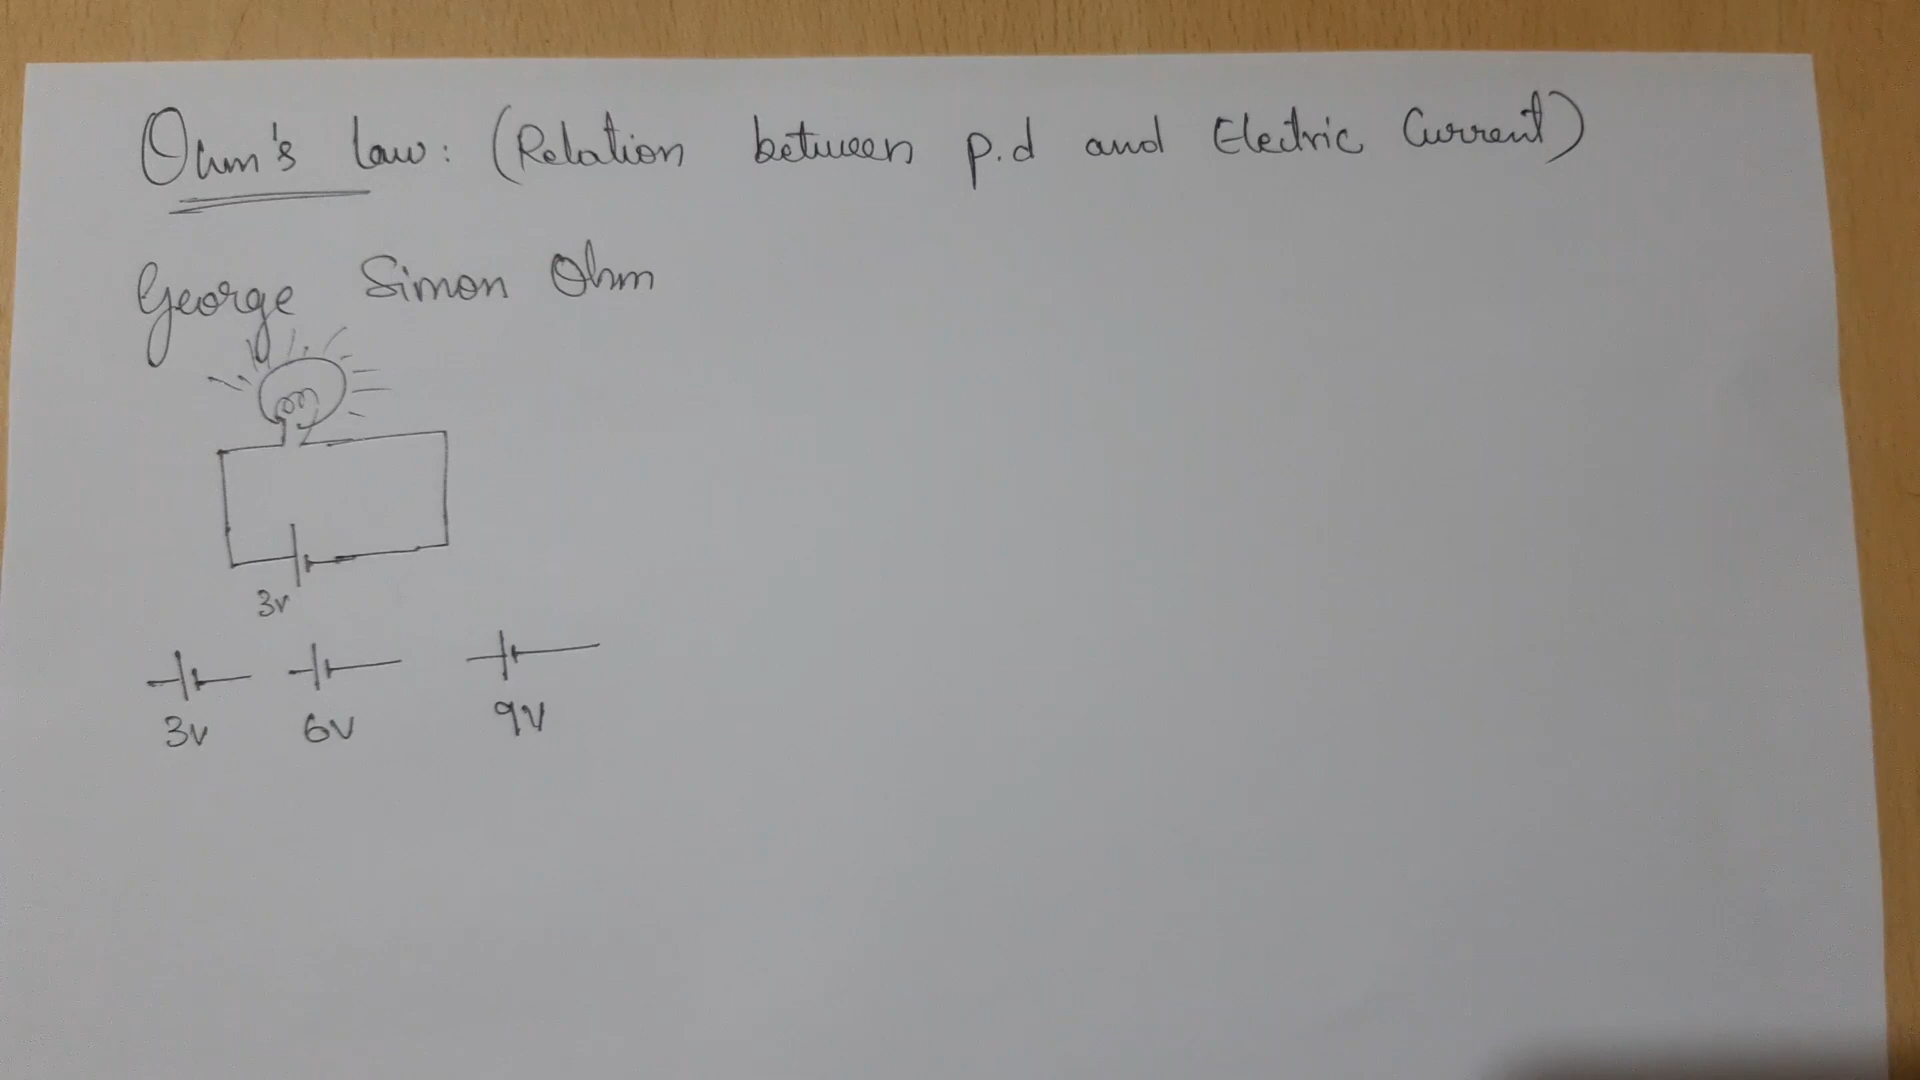 Ohm's law: (Relation between p.d and Electric Current)
George Simon Ohm
3v
3v 6v 9v